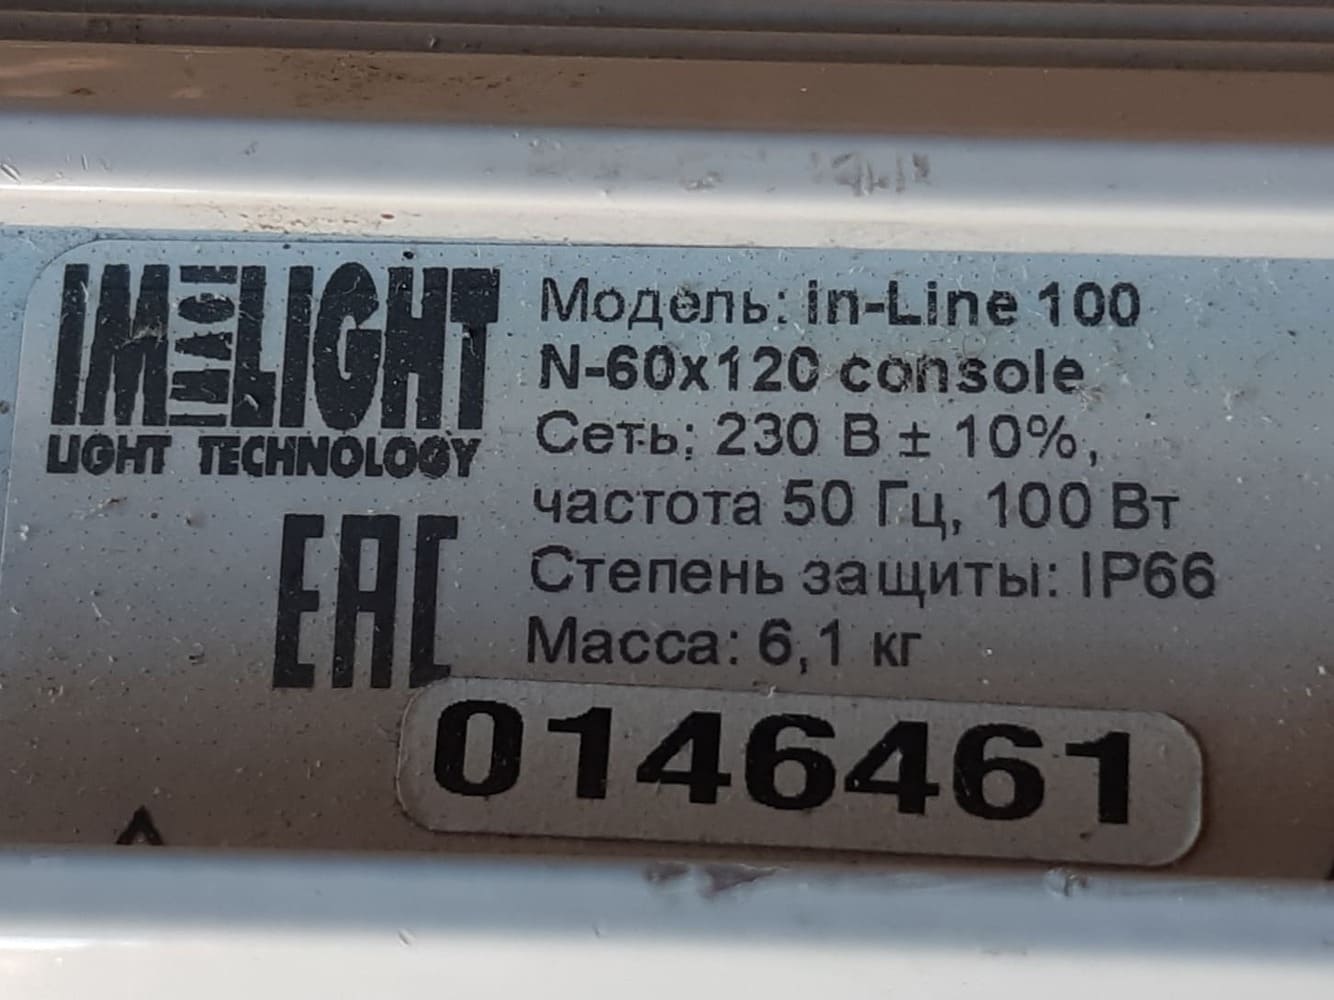 IMLIGHT
IMAGE
LIGHT TECHNOLOGY
EAC
Модель: in-Line 100
N-60x120 console
Сеть: 230 В ± 10%,
частота 50 Гц, 100 Вт
Степень защиты: IP66
Масса: 6,1 кг
0146461